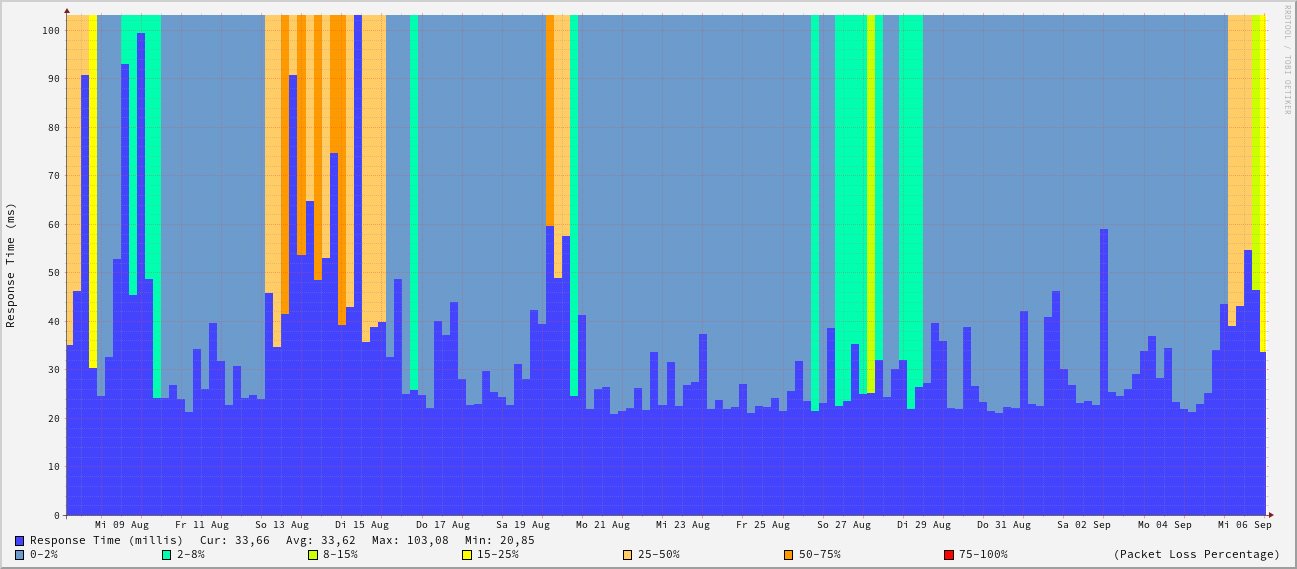 RRDTOOL / TOBI OETIKER
Response Time (ms)
100
90
80
70
60
50
40
30
20
10
0
Mi 09 Aug Fr 11 Aug So 13 Aug Di 15 Aug Do 17 Aug Sa 19 Aug Mo 21 Aug Mi 23 Aug Fr 25 Aug So 27 Aug Di 29 Aug Do 31 Aug Sa 02 Sep Mo 04 Sep Mi 06 Sep
Response Time (millis) Cur: 33,66 Avg: 33,62 Max: 103,08 Min: 20,85
0-2% 2-8% 8-15% 15-25% 25-50% 50-75% 75-100% (Packet Loss Percentage)